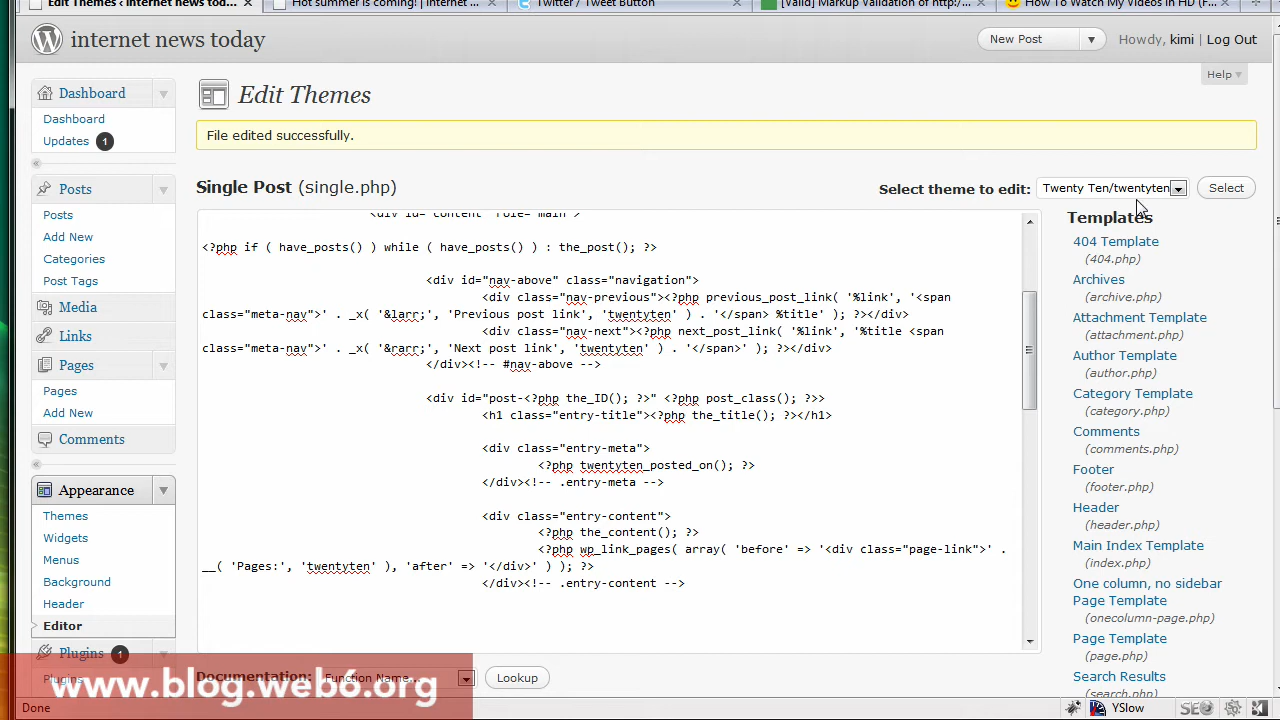 Edit Themes ‹ internet news toda...
Hot summer is coming! | Internet ...
Twitter / Tweet Button
[Valid] Markup Validation of http:/...
How To Watch My Videos in HD (F...
internet news today
New Post
Howdy, kimi | Log Out
Help
Dashboard
Dashboard
Updates 1
Posts
Posts
Add New
Categories
Post Tags
Media
Links
Pages
Pages
Add New
Comments
Appearance
Themes
Widgets
Menus
Background
Header
Editor
Plugins 1
Plugins
Edit Themes
File edited successfully.
Single Post (single.php)
Select theme to edit: Twenty Ten/twentyten Select
<div id="content" role="main">
<?php if ( have_posts() ) while ( have_posts() ) : the_post(); ?>
<div id="nav-above" class="navigation">
<div class="nav-previous"><?php previous_post_link( '%link', '<span
class="meta-nav">' . _x( '&larr;', 'Previous post link', 'twentyten' ) . '</span> %title' ); ?></div>
<div class="nav-next"><?php next_post_link( '%link', '%title <span
class="meta-nav">' . _x( '&rarr;', 'Next post link', 'twentyten' ) . '</span>' ); ?></div>
</div><!-- #nav-above -->
<div id="post-<?php the_ID(); ?>" <?php post_class(); ?>>
<h1 class="entry-title"><?php the_title(); ?></h1>
<div class="entry-meta">
<?php twentyten_posted_on(); ?>
</div><!-- .entry-meta -->
<div class="entry-content">
<?php the_content(); ?>
<?php wp_link_pages( array( 'before' => '<div class="page-link">' .
__( 'Pages:', 'twentyten' ), 'after' => '</div>' ) ); ?>
</div><!-- .entry-content -->
Templates
404 Template
(404.php)
Archives
(archive.php)
Attachment Template
(attachment.php)
Author Template
(author.php)
Category Template
(category.php)
Comments
(comments.php)
Footer
(footer.php)
Header
(header.php)
Main Index Template
(index.php)
One column, no sidebar
Page Template
(onecolumn-page.php)
Page Template
(page.php)
Search Results
(search.php)
Documentation: Function Name... Lookup
www.blog.web6.org
Done
YSlow
SEO